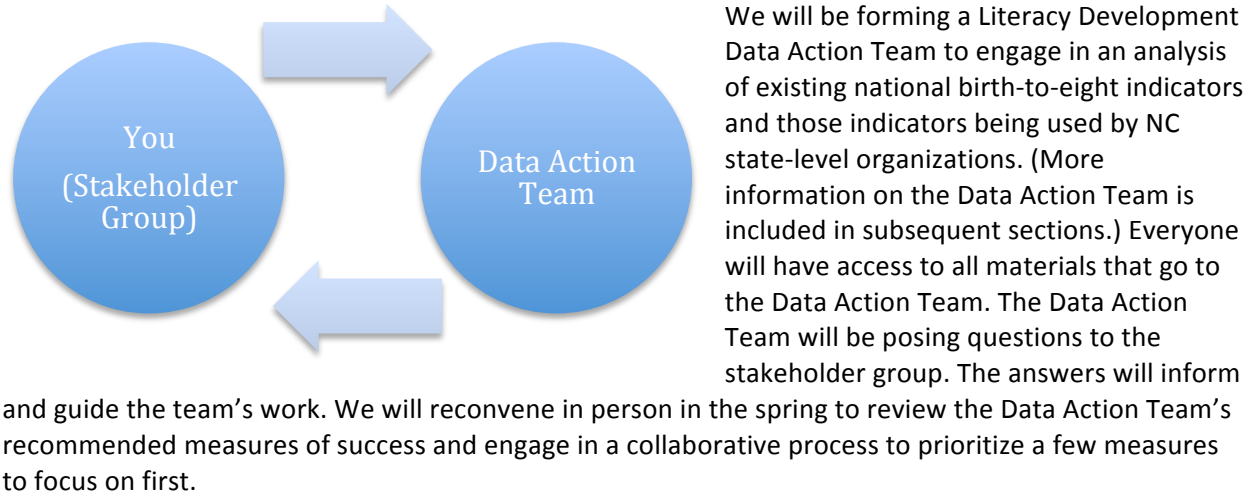 You
(Stakeholder
Group)
Data Action
Team
We will be forming a Literacy Development
Data Action Team to engage in an analysis
of existing national birth-to-eight indicators
and those indicators being used by NC
state-level organizations. (More
information on the Data Action Team is
included in subsequent sections.) Everyone
will have access to all materials that go to
the Data Action Team. The Data Action
Team will be posing questions to the
stakeholder group. The answers will inform
and guide the team’s work. We will reconvene in person in the spring to review the Data Action Team’s
recommended measures of success and engage in a collaborative process to prioritize a few measures
to focus on first.